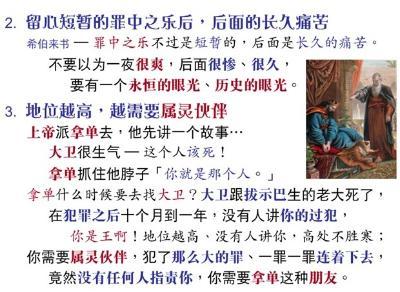 2. 留心短暂的罪中之乐后，后面的长久痛苦
希伯来书 — 罪中之乐不过是短暂的，后面是长久的痛苦。
不要以为一夜很爽，后面很惨、很久，
要有一个永恒的眼光、历史的眼光。
3. 地位越高，越需要属灵伙伴
上帝派拿单去，他先讲一个故事…
大卫很生气 — 这个人该死！
拿单抓住他脖子「你就是那个人。」
拿单什么时候要去找大卫？大卫跟拔示巴生的老大死了，
在犯罪之后十个月到一年，没有人讲你的过犯，
你是王啊！地位越高、没有人讲你，高处不胜寒；
你需要属灵伙伴，犯了那么大的罪、一罪一罪连着下去，
竟然没有任何人指责你，你需要拿单这种朋友。